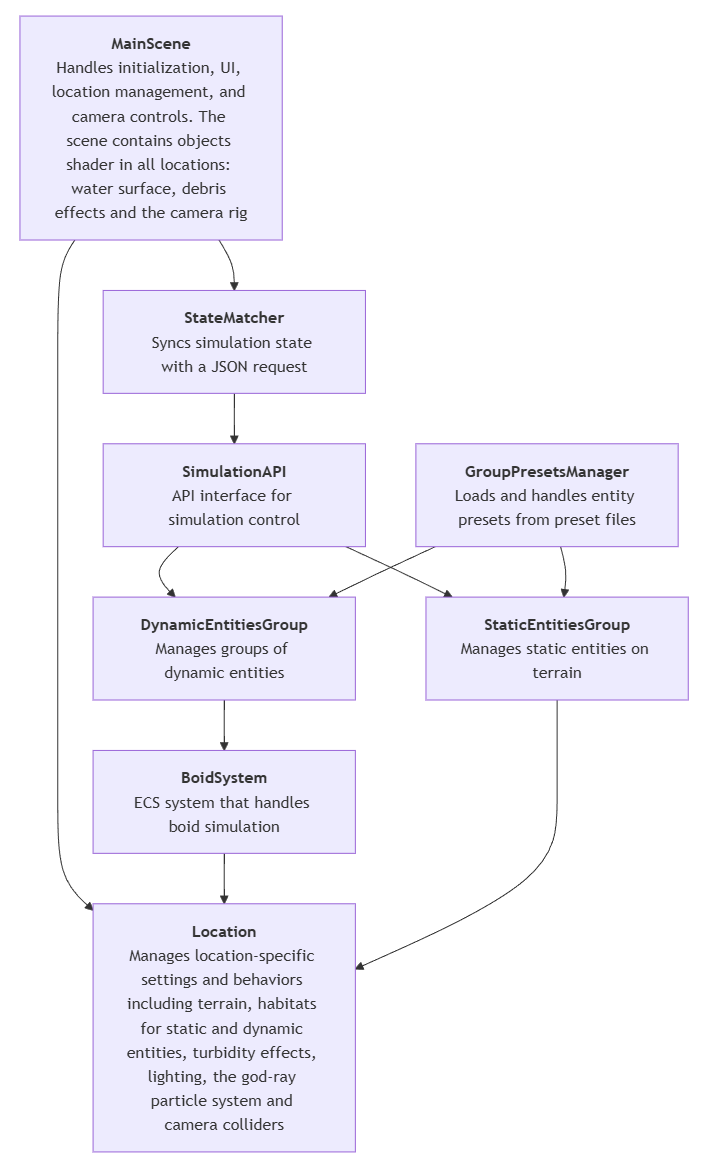 MainScene
Handles initialization, UI,
location management, and
camera controls. The
scene contains objects
shader in all locations:
water surface, debris
effects and the camera rig
StateMatcher
Syncs simulation state
with a JSON request
SimulationAPI
API interface for
simulation control
GroupPresetsManager
Loads and handles entity
presets from preset files
DynamicEntitiesGroup
Manages groups of
dynamic entities
StaticEntitiesGroup
Manages static entities on
terrain
BoidSystem
ECS system that handles
boid simulation
Location
Manages location-specific
settings and behaviors
including terrain, habitats
for static and dynamic
entities, turbidity effects,
lighting, the god-ray
particle system and
camera colliders